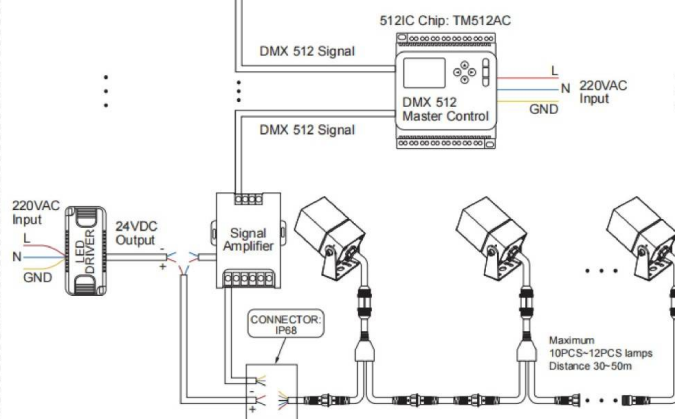 512IC Chip: TM512AC
DMX 512 Signal
L
N
220VAC
Input
GND
DMX 512
Master Control
DMX 512 Signal
220VAC
Input
L
N
GND
LED
DRIVER
24VDC
Output
-
+
Signal
Amplifier
CONNECTOR:
IP68
-
+
Maximum
10PCS~12PCS lamps
Distance 30~50m